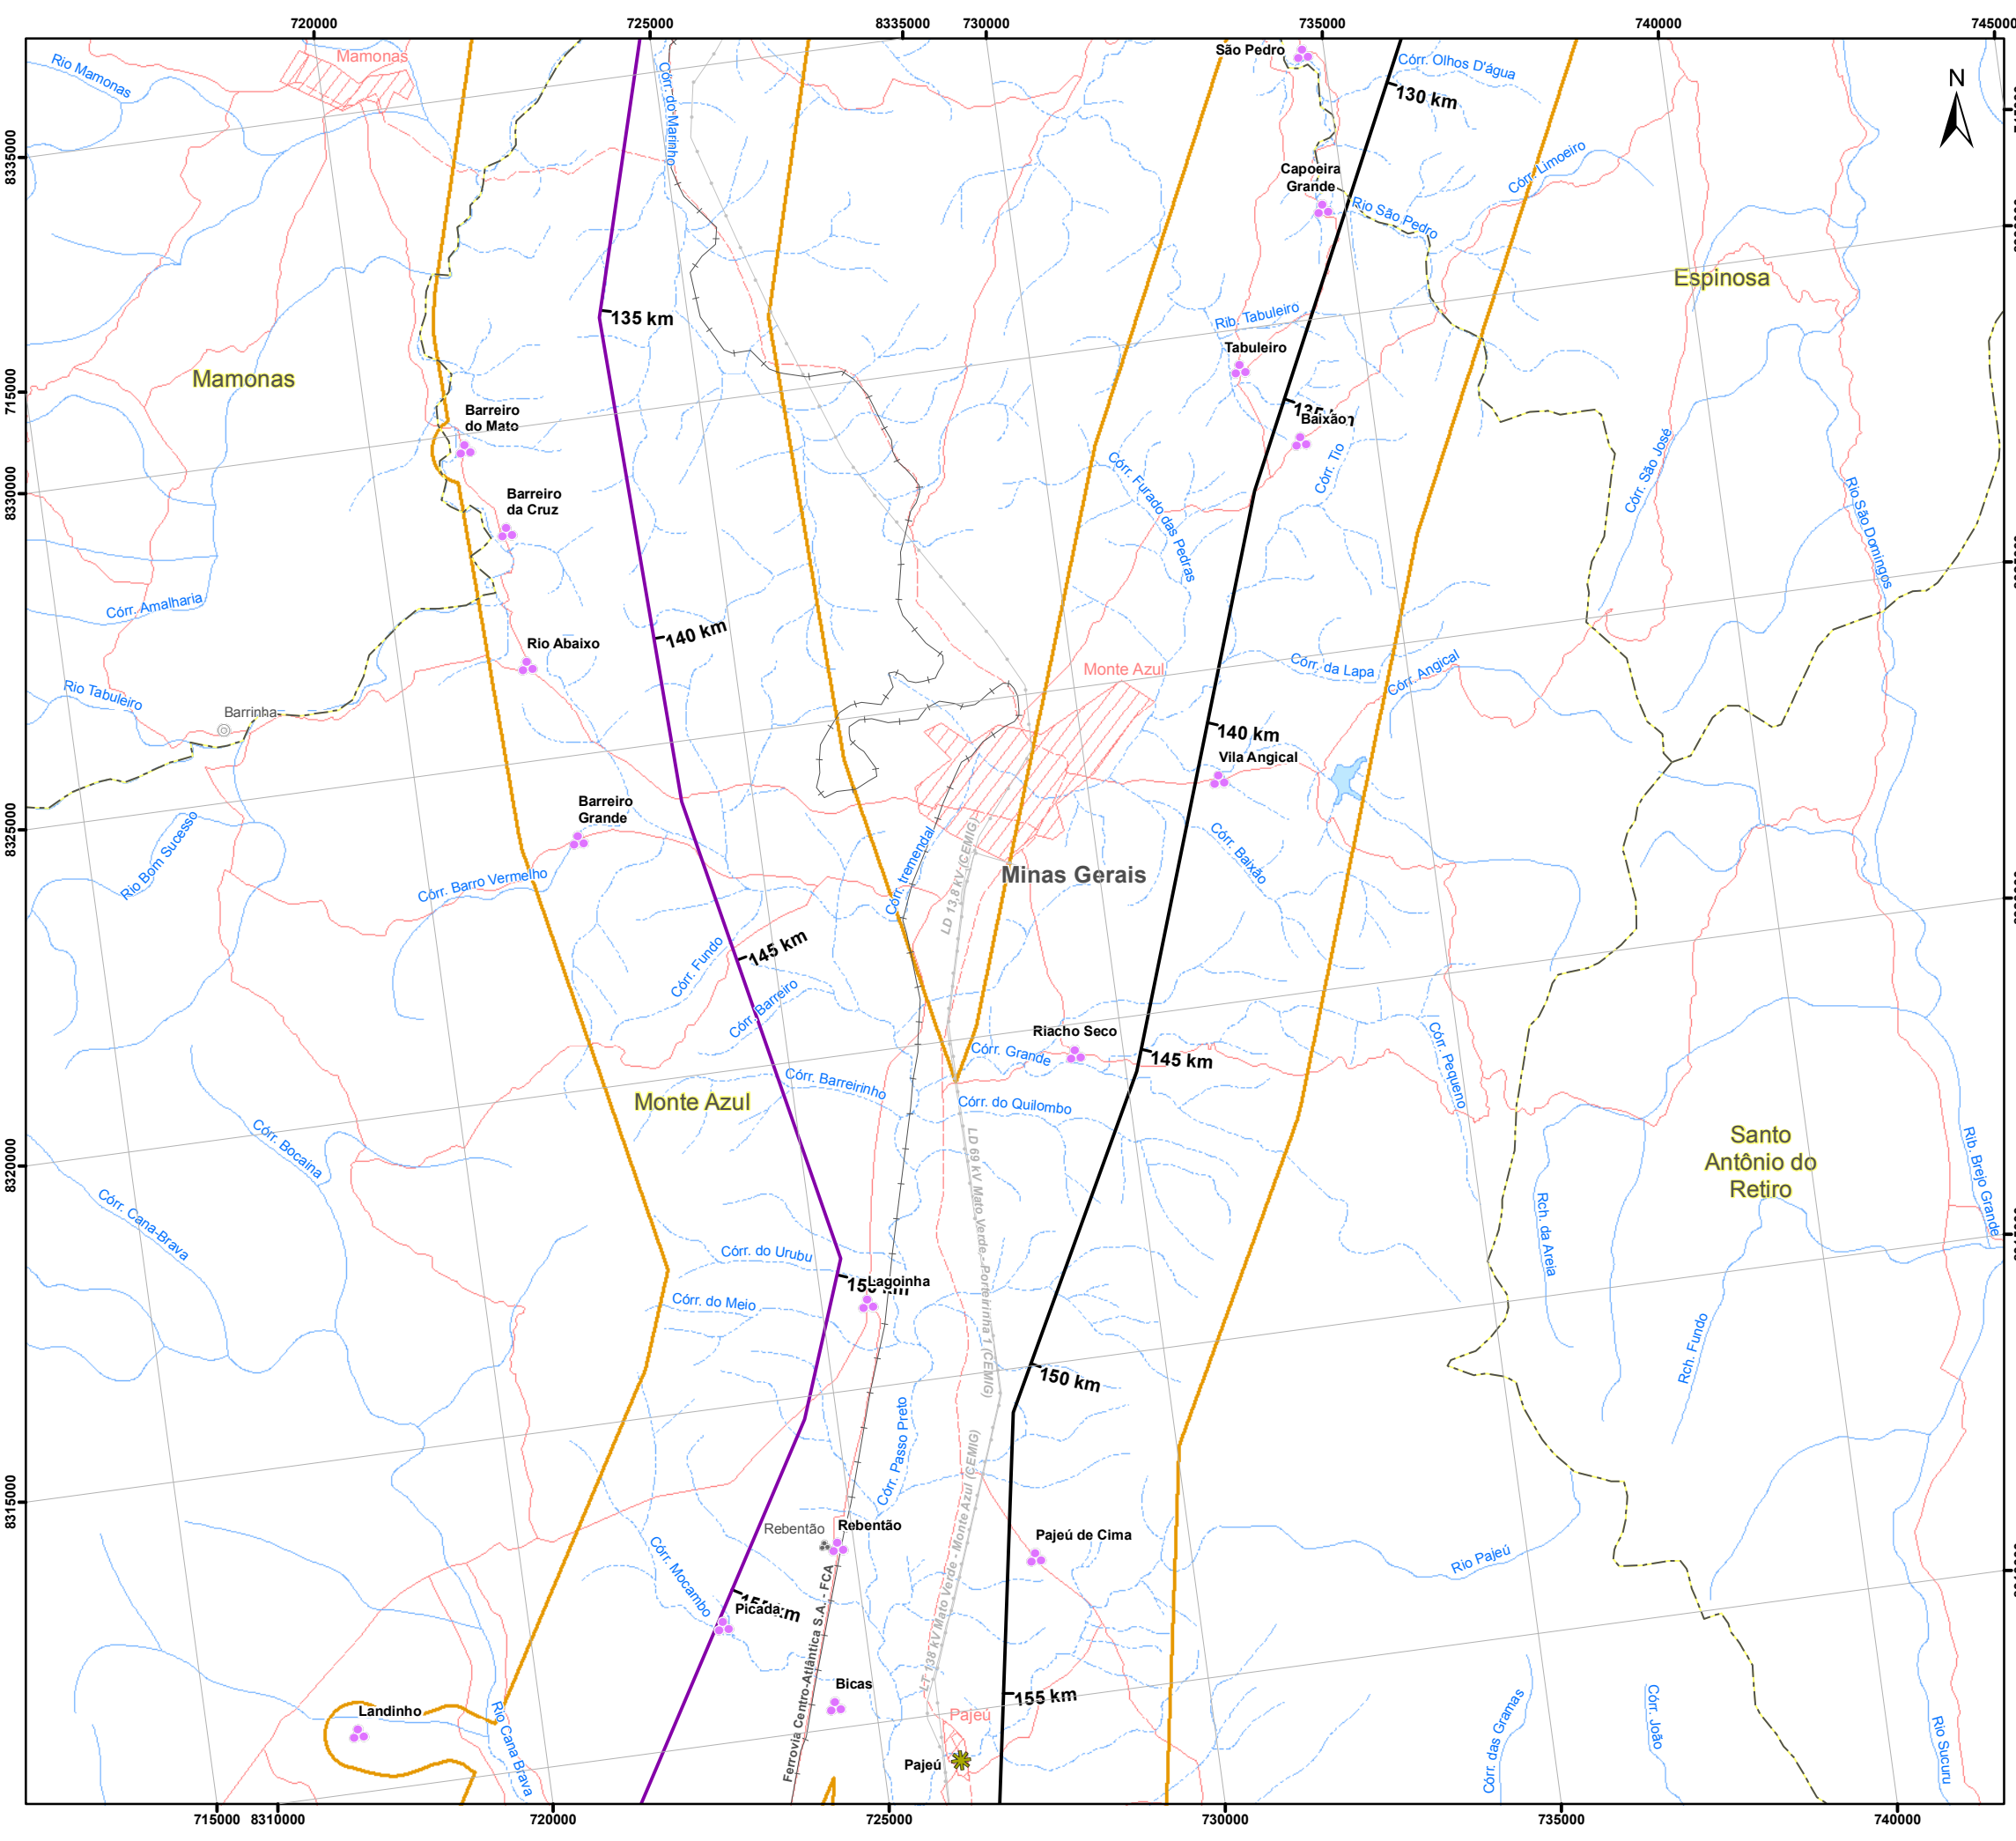 720000
725000
8335000
730000
735000
740000
745000
Mamonas
Rio Mamonas
Córr. do Marinho
São Pedro
Córr. Olhos D'água
130 km
N
8335000
Capoeira
Grande
Córr. Limoeiro
Rio São Pedro
Espinosa
135 km
Rib. Tabuleiro
Tabuleiro
Mamonas
715000
Barreiro
do Mato
135 km
Baixão
Córr. Tio
Córr. São José
Córr. Furado das Pedras
Rio São Domingos
8330000
Barreiro
da Cruz
Córr. Amalharia
140 km
Rio Abaixo
Monte Azul
Córr. da Lapa
Córr. Angical
Rio Tabuleiro
Barrinha
140 km
Vila Angical
Barreiro
Grande
8325000
Rio Bom Sucesso
Córr. Barro Vermelho
Córr. tremendal
LD 13,8 kV (CEMIG)
Minas Gerais
Córr. Baixão
145 km
Córr. Fundo
Córr. Barreiro
Riacho Seco
Córr. Grande
145 km
Córr. Pequeno
Córr. Barreirinho
Monte Azul
Córr. do Quilombo
Córr. Bocaina
8320000
Santo
Antônio do
Retiro
Rib. Brejo Grande
Córr. Cana-Brava
LD 69 kV Mato Verde - Porteirinha 1 (CEMIG)
Rch. da Areia
Córr. do Urubu
150 km
Lagoinha
Córr. do Meio
Rch. Fundo
150 km
Córr. Passo Preto
8315000
LT 138 kV Mato Verde - Monte Azul (CEMIG)
Rebentão
Rebentão
Pajeú de Cima
Rio Pajeú
Córr. Mocambo
Ferrovia Centro-Atlântica S.A. - FCA
155 km
Picada
Bicas
155 km
Landinho
Rio Cana Brava
Pajeú
Pajeú
Córr. das Gramas
Córr. João
Rio Sucuru
715000
8310000
720000
725000
730000
735000
740000